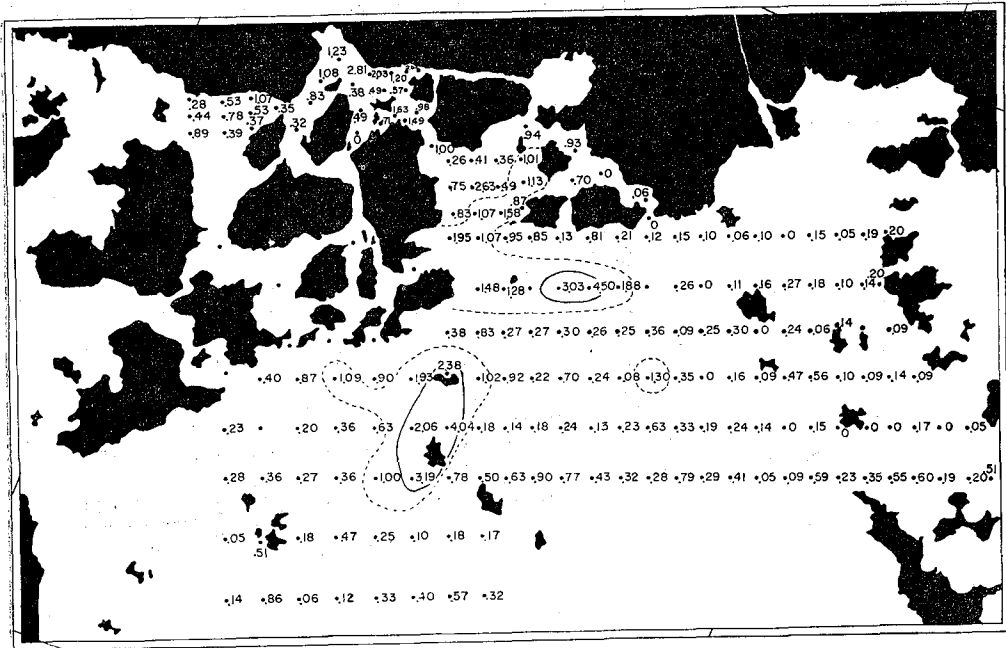 1.23
1.08 2.81 2.03 1.20
.28 .53 1.07 .83 .38 .49 .57
.44 .78 .53 .35 1.63 .98
.37 .32 .49 .71 1.49
.89 .39 0 .94
1.00 .93
.26 .41 .36 1.01
.75 2.63 .49 1.13 .70 0
.87 .06
.83 1.07 1.58 0
1.95 1.07 .95 .85 .13 .81 .21 .12 .15 .10 .06 .10 0 .15 .05 .19 .20
.20
1.48 1.28 3.03 4.50 1.88 .26 0 .11 .16 .27 .18 .10 .14
.14
.38 .83 .27 .27 .30 .26 .25 .36 .09 .25 .30 0 .24 .06 .09
2.38
.40 .87 1.09 .90 1.93 1.02 .92 .22 .70 .24 .08 1.30 .35 0 .16 .09 .47 .56 .10 .09 .14 .09
.23 .20 .36 .63 2.06 4.04 .18 .14 .18 .24 .13 .23 .63 .33 .19 .24 .14 0 .15 0 0 0 .17 0 .05
.51
.28 .36 .27 .36 1.00 3.19 .78 .50 .63 .90 .77 .43 .32 .28 .79 .29 .41 .05 .09 .59 .23 .35 .55 .60 .19 .20
.05 .18 .47 .25 .10 .18 .17
.51
.14 .86 .06 .12 .33 .40 .57 .32